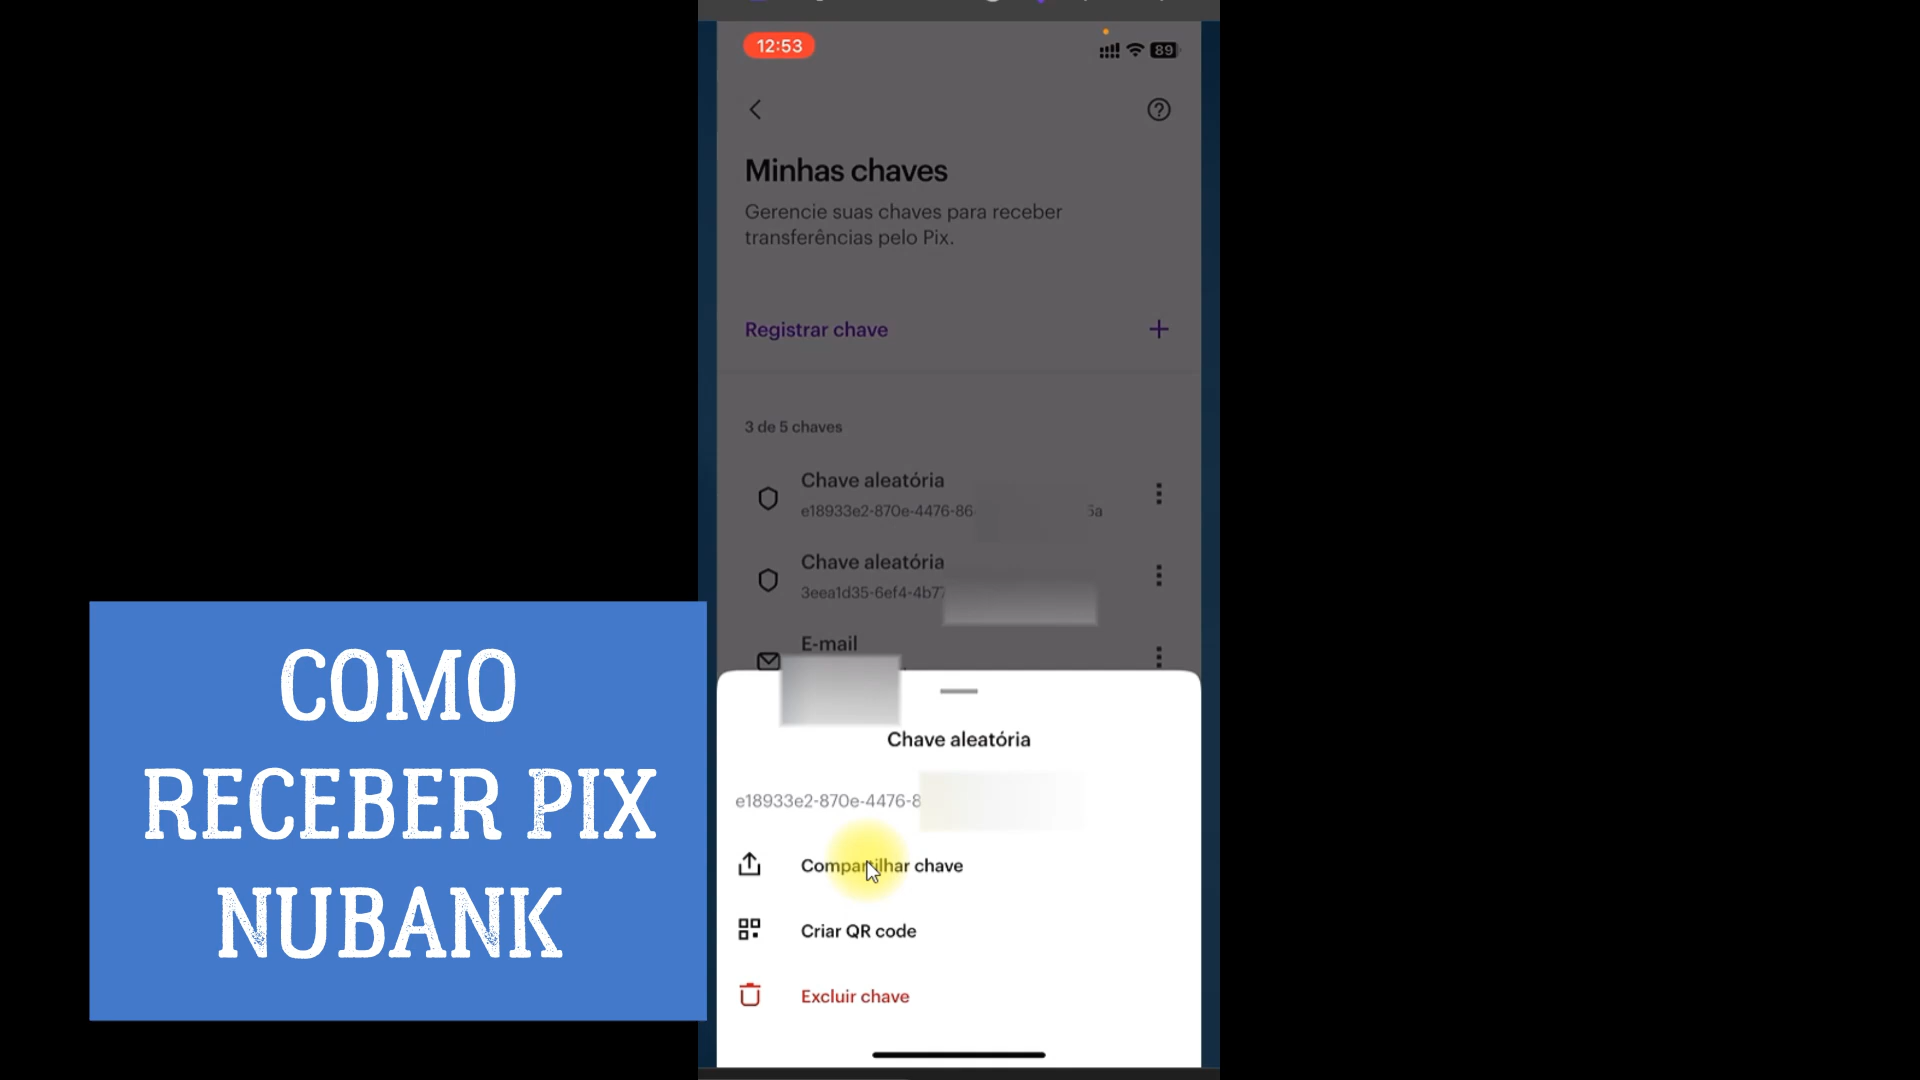 12:53
89
Minhas chaves
Gerencie suas chaves para receber
transferências pelo Pix.
Registrar chave
3 de 5 chaves
Chave aleatória
e18933e2-870e-4476-86
5a
Chave aleatória
3eea1d35-6ef4-4b77
E-mail
Chave aleatória
e18933e2-870e-4476-8
Compartilhar chave
Criar QR code
Excluir chave
COMO
RECEBER PIX
NUBANK